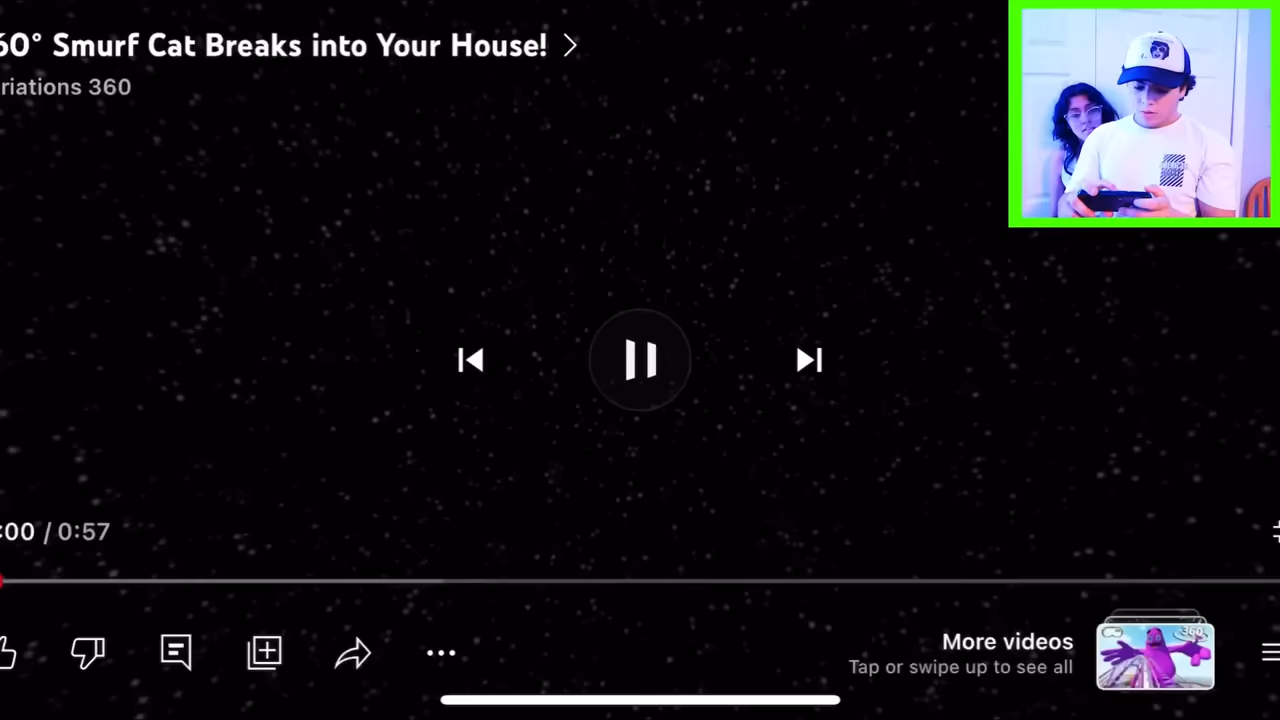 60° Smurf Cat Breaks into Your House!
riations 360
:00 / 0:57
More videos
Tap or swipe up to see all
360